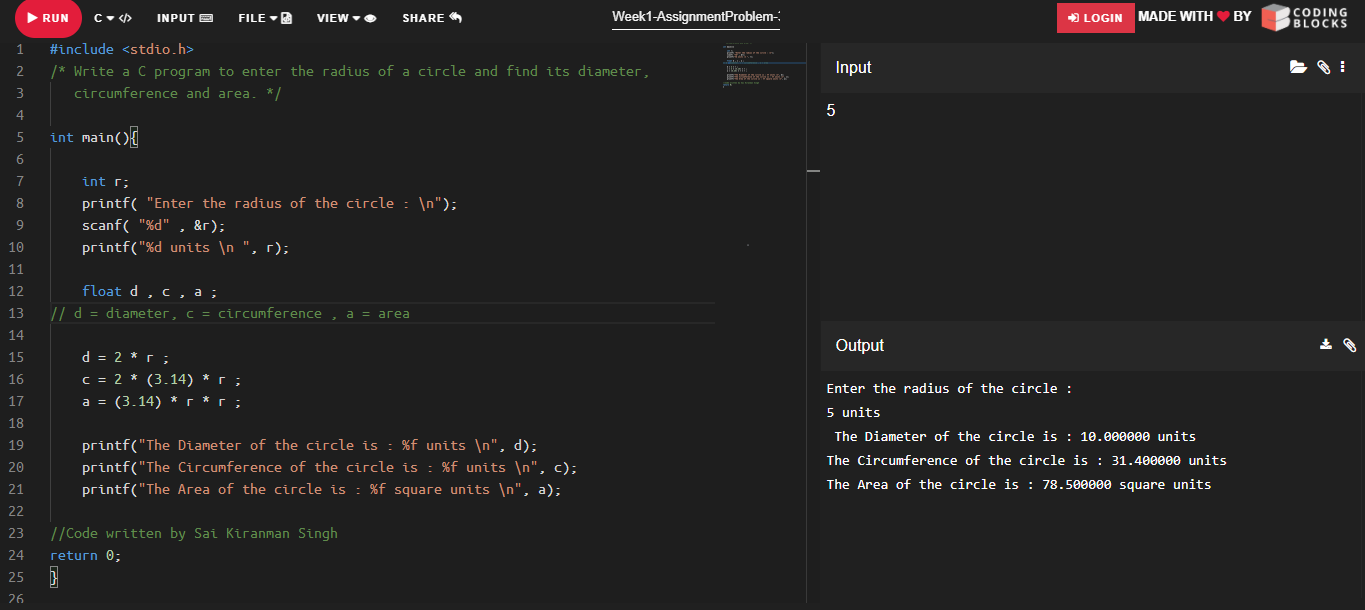 RUN C </> INPUT FILE VIEW SHARE Week1-AssignmentProblem- LOGIN MADE WITH BY CODING BLOCKS
1 #include <stdio.h>
2 /* Write a C program to enter the radius of a circle and find its diameter,
3 circumference and area. */
4
5 int main(){
6
7 int r;
8 printf( "Enter the radius of the circle : \n");
9 scanf( "%d" , &r);
10 printf("%d units \n ", r);
11
12 float d , c , a ;
13 // d = diameter, c = circumference , a = area
14
15 d = 2 * r ;
16 c = 2 * (3.14) * r ;
17 a = (3.14) * r * r ;
18
19 printf("The Diameter of the circle is : %f units \n", d);
20 printf("The Circumference of the circle is : %f units \n", c);
21 printf("The Area of the circle is : %f square units \n", a);
22
23 //Code written by Sai Kiranman Singh
24 return 0;
25 }
26
Input
5
Output
Enter the radius of the circle :
5 units
The Diameter of the circle is : 10.000000 units
The Circumference of the circle is : 31.400000 units
The Area of the circle is : 78.500000 square units